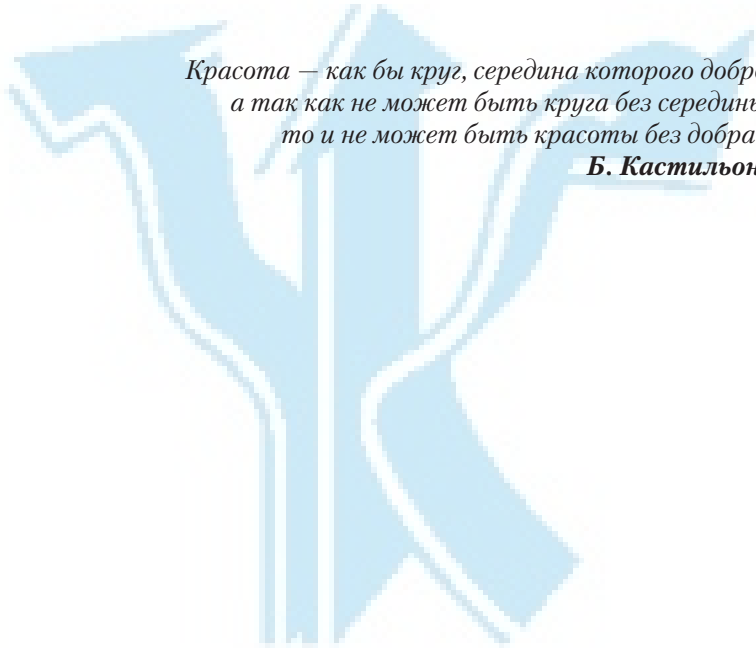 Красота — как бы круг, середина которого добро
а так как не может быть круга без середины
то и не может быть красоты без добра.
Б. Кастильон